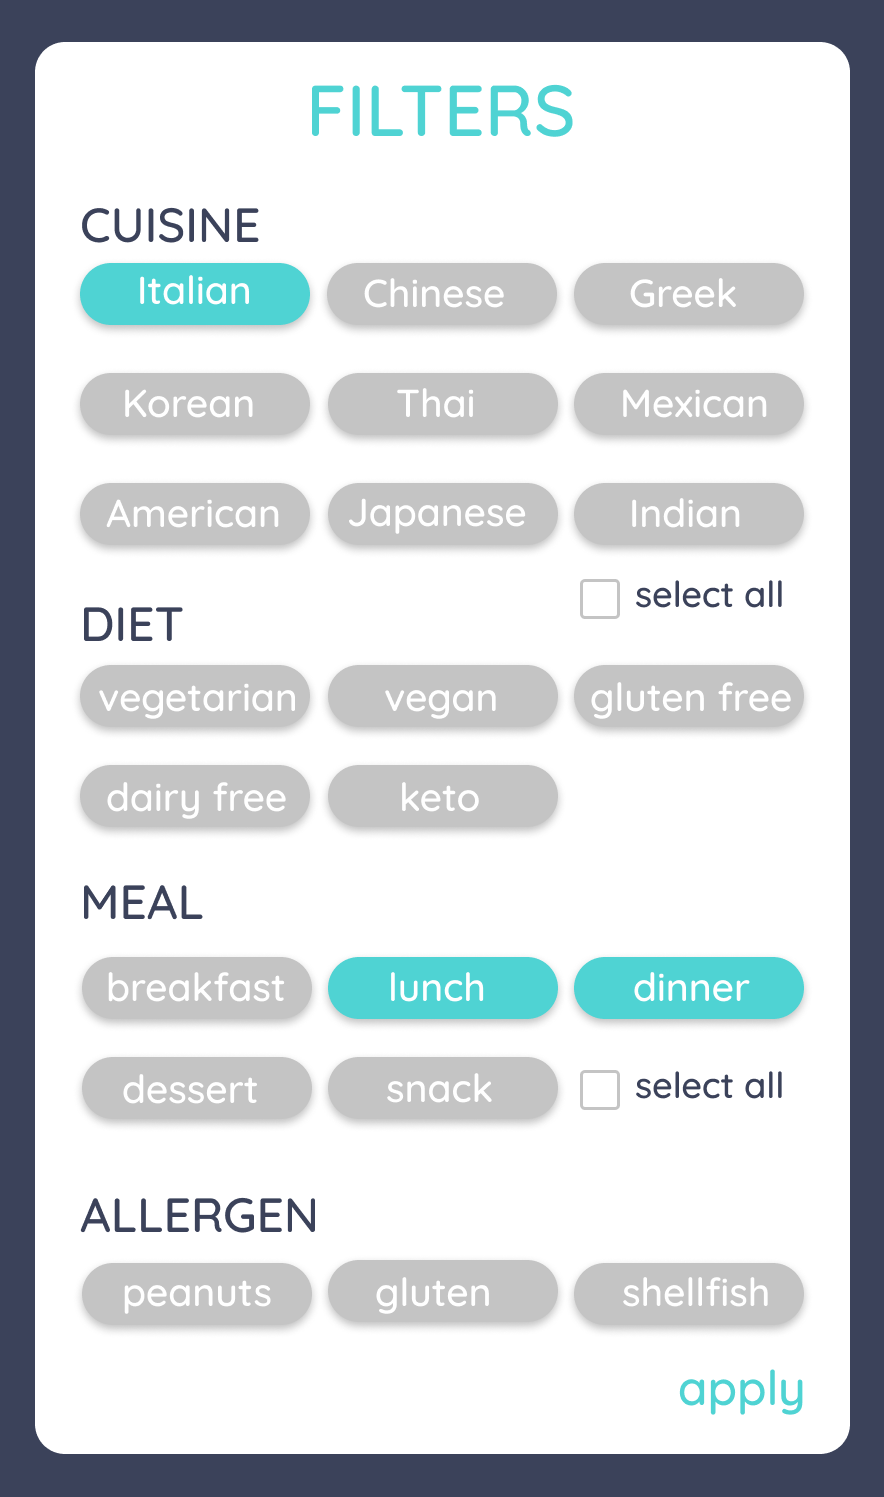 FILTERS
CUISINE
Italian Chinese Greek
Korean Thai Mexican
American Japanese Indian
select all
DIET
vegetarian vegan gluten free
dairy free keto
MEAL
breakfast lunch dinner
dessert snack select all
ALLERGEN
peanuts gluten shellfish
apply